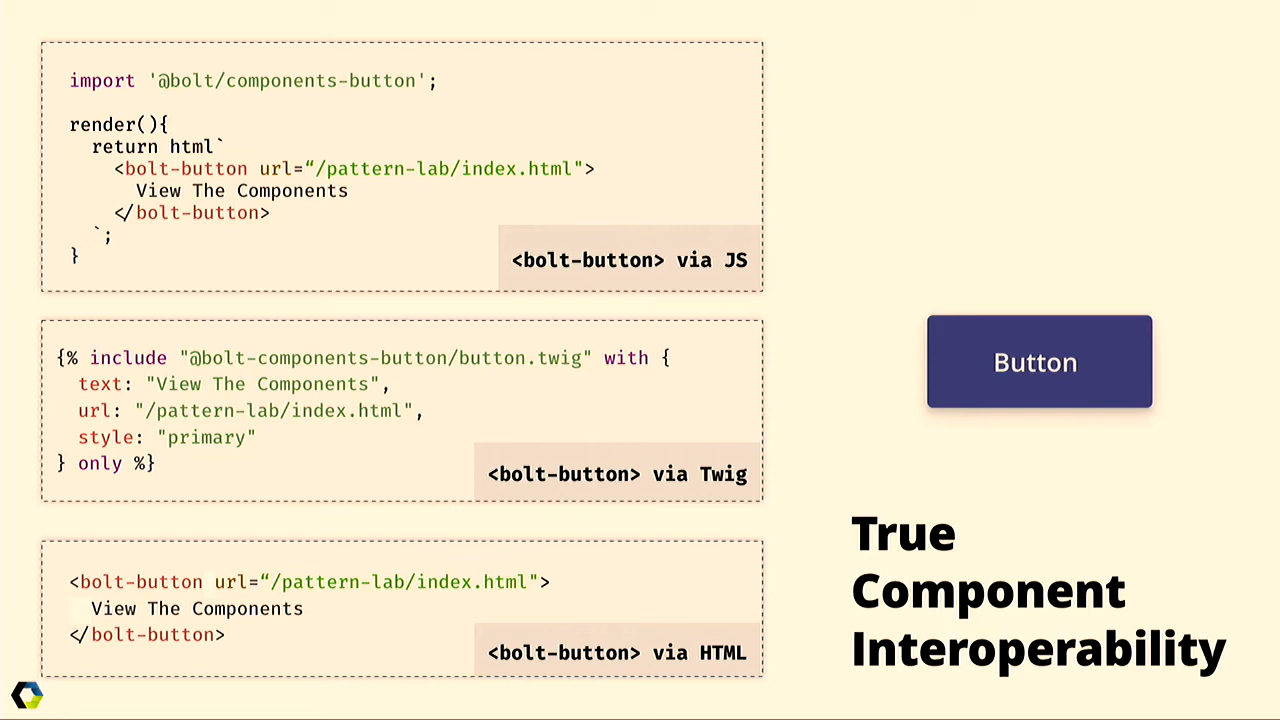 import '@bolt/components-button';
render(){
  return html`
    <bolt-button url=“/pattern-lab/index.html">
      View The Components
    </bolt-button>
  `;
}
<bolt-button> via JS
{% include "@bolt-components-button/button.twig" with {
  text: "View The Components",
  url: "/pattern-lab/index.html",
  style: "primary"
} only %}
<bolt-button> via Twig
<bolt-button url=“/pattern-lab/index.html">
  View The Components
</bolt-button>
<bolt-button> via HTML
Button
True
Component
Interoperability